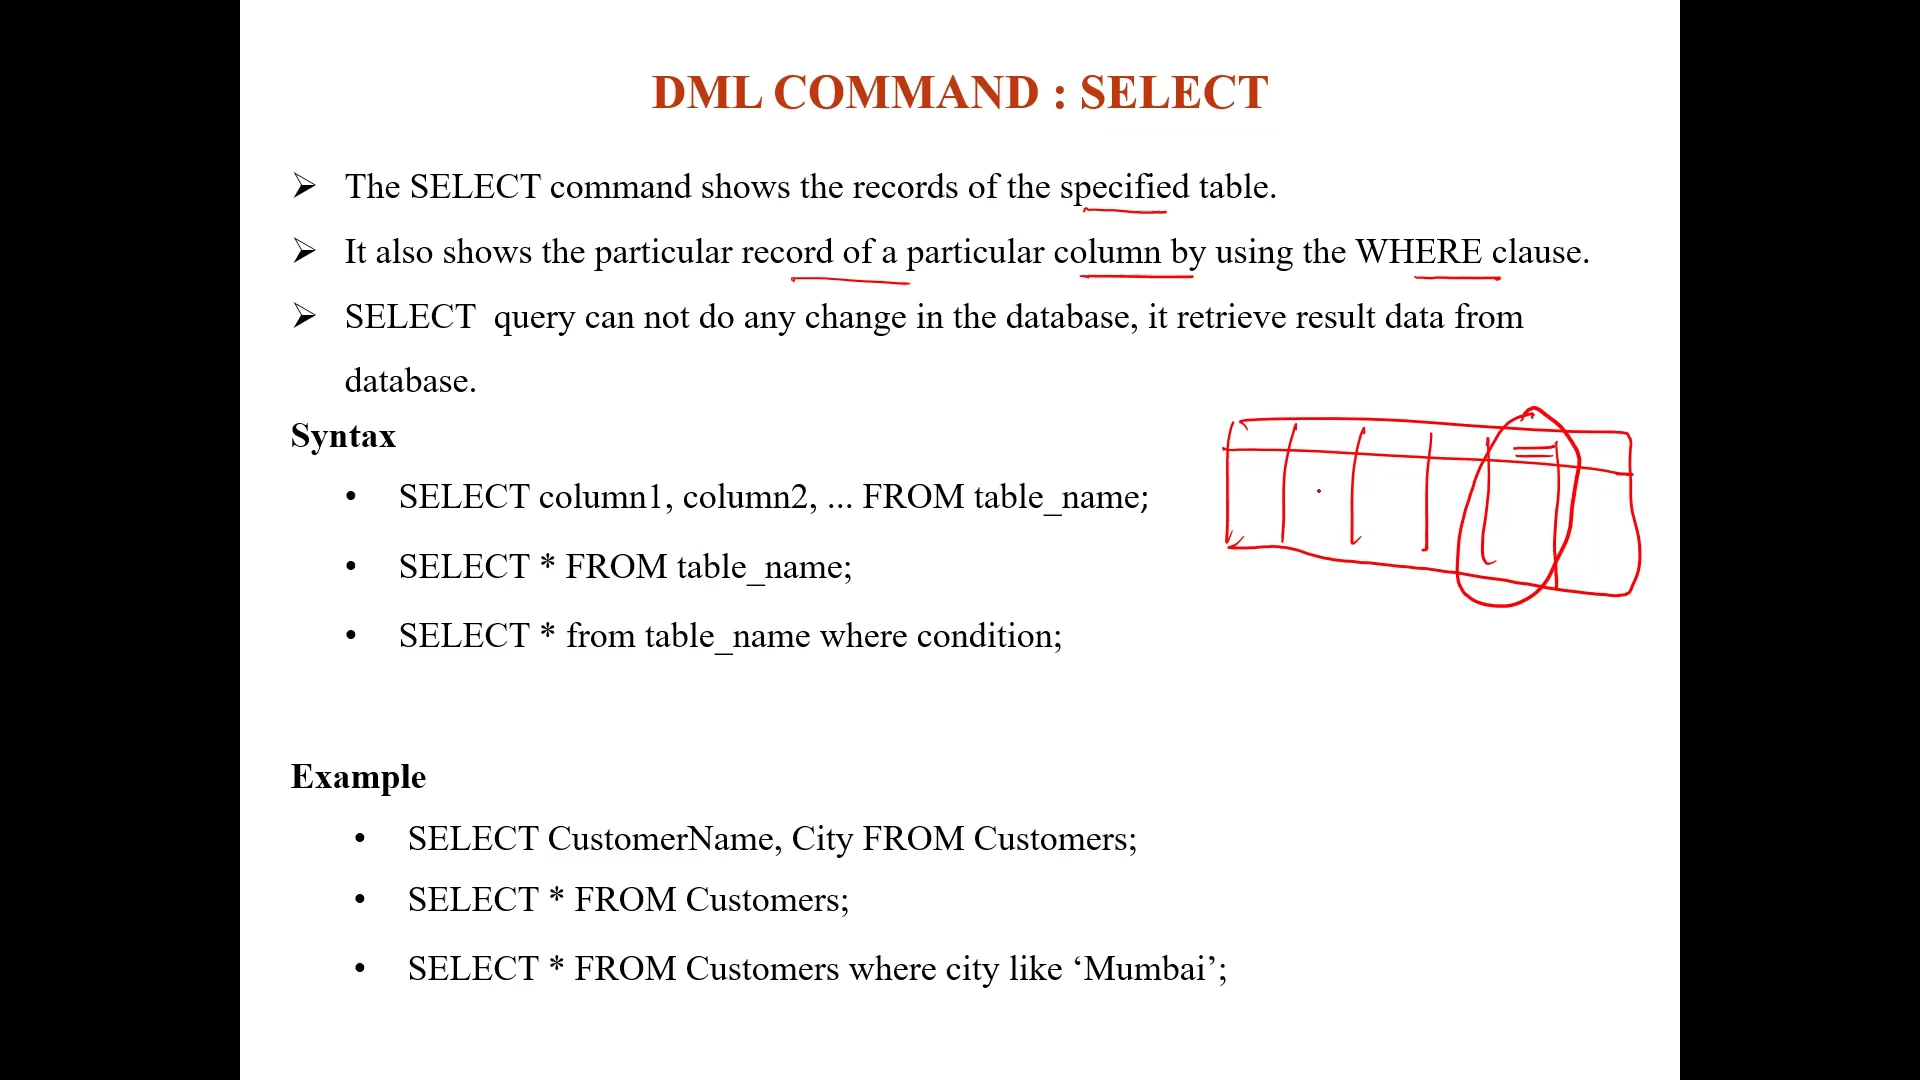 DML COMMAND : SELECT
➢ The SELECT command shows the records of the specified table.
➢ It also shows the particular record of a particular column by using the WHERE clause.
➢ SELECT  query can not do any change in the database, it retrieve result data from
database.
Syntax
• SELECT column1, column2, ... FROM table_name;
• SELECT * FROM table_name;
• SELECT * from table_name where condition;
Example
• SELECT CustomerName, City FROM Customers;
• SELECT * FROM Customers;
• SELECT * FROM Customers where city like ‘Mumbai’;